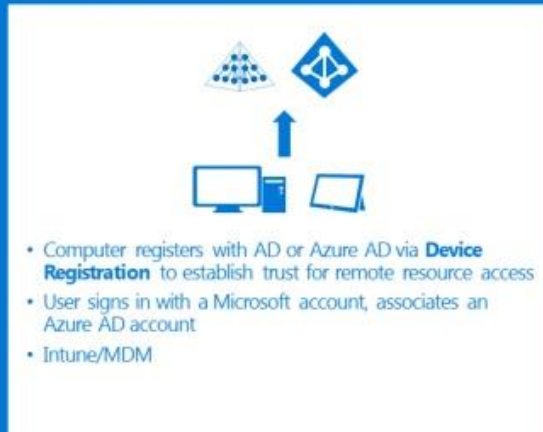 • Computer registers with AD or Azure AD via Device
Registration to establish trust for remote resource access
• User signs in with a Microsoft account, associates an
Azure AD account
• Intune/MDM